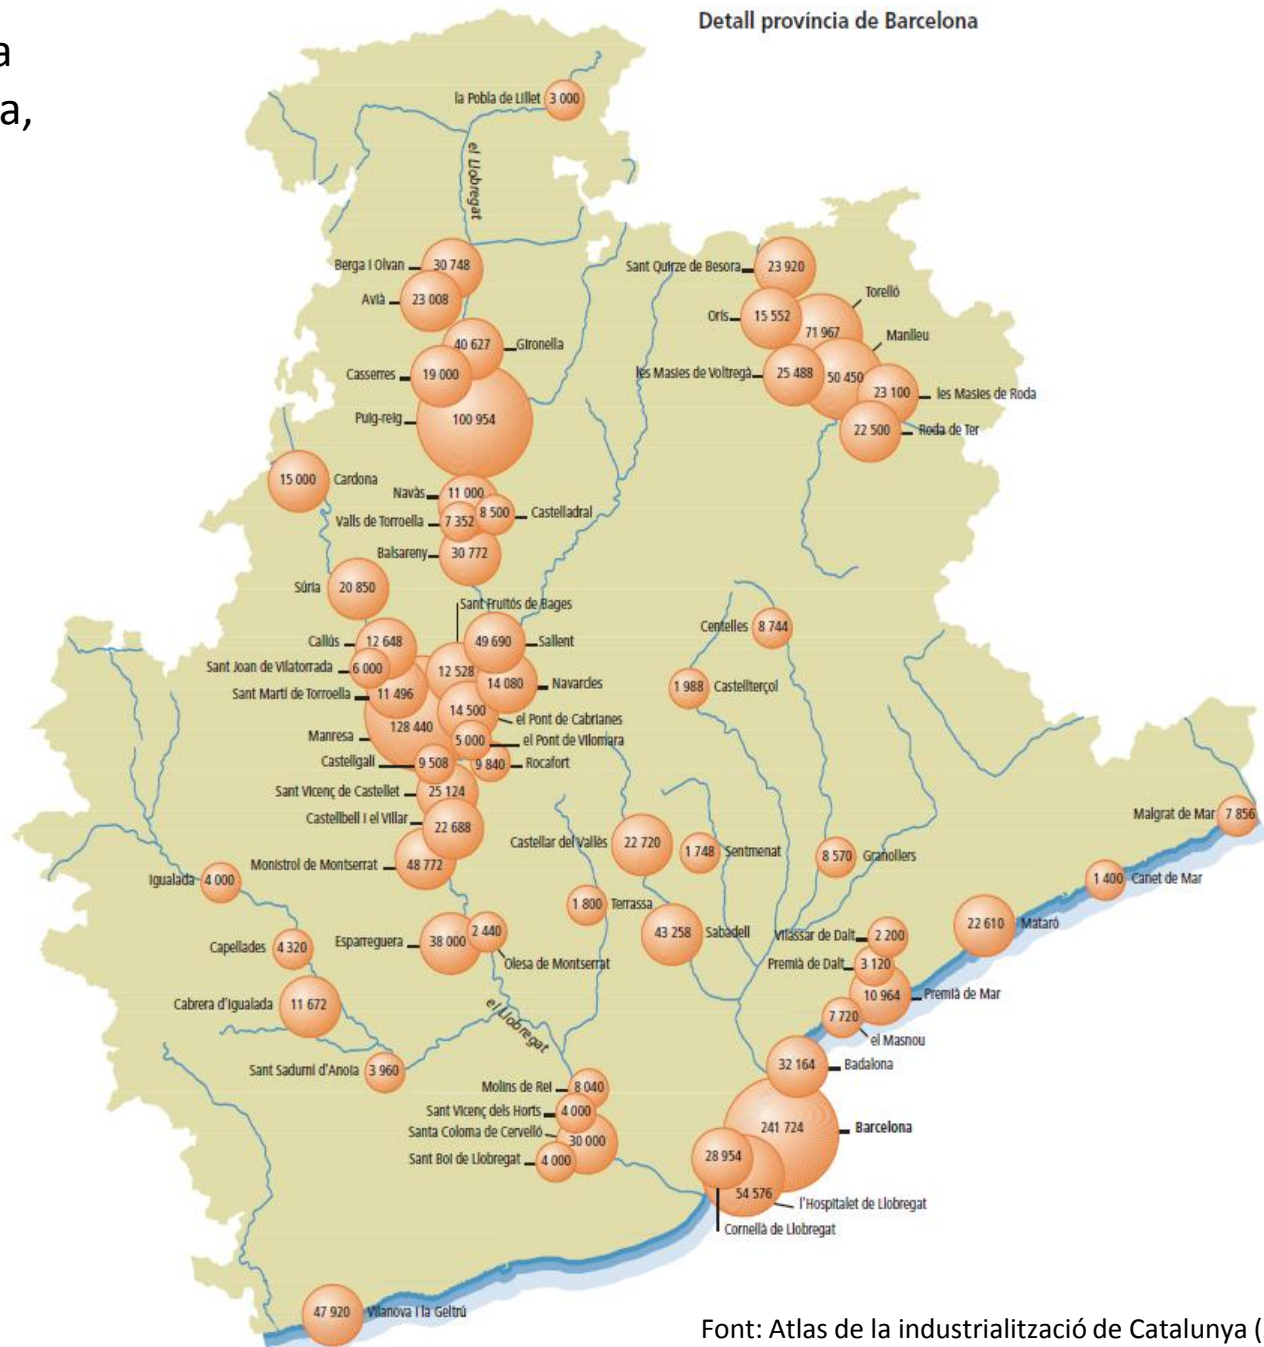 Detall província de Barcelona
a
a,
la Pobla de Lillet 3 000
el Llobregat
Berga i Olvan 30 748
Sant Quirze de Besora 23 920
Avià 23 008
Torelló
Orís 15 552
71 967
Manlleu
40 627 Gironella
Casserres 19 000
les Masies de Voltregà 25 488
50 450
23 100 les Masies de Roda
Puig-reig 100 954
22 500 Roda de Ter
15 000 Cardona
Navàs 11 000
8 500 Castelladral
Valls de Torroella 7 352
Balsareny 30 772
Súria 20 850
Sant Fruitós de Bages
Centelles 8 744
Callús 12 648
49 690 Sallent
Sant Joan de Vilatorrada 6 000
12 528
14 080 Navarcles
1 988 Castellterçol
Sant Martí de Torroella 11 496
14 500 el Pont de Cabrianes
128 440
Manresa
5 000 el Pont de Vilomara
Castellgalí 9 508
9 840 Rocafort
Sant Vicenç de Castellet 25 124
Castellbell i el Villar 22 688
Malgrat de Mar 7 856
Castellar del Vallès 22 720
1 748 Sentmenat
8 570 Granollers
Monistrol de Montserrat 48 772
Igualada 4 000
1 400 Canet de Mar
1 800 Terrassa
22 610 Mataró
Capellades 4 320
Esparreguera 38 000
2 440
Olesa de Montserrat
43 258 Sabadell
Vilassar de Dalt 2 200
Premià de Dalt 3 120
Cabrera d'Igualada 11 672
10 964 Premià de Mar
el Llobregat
7 720
el Masnou
Sant Sadurní d'Anoia 3 960
32 164 Badalona
Molins de Rei 8 040
Sant Vicenç dels Horts 4 000
241 724 Barcelona
Santa Coloma de Cervelló 30 000
Sant Boi de Llobregat 4 000
28 954
54 576
l'Hospitalet de Llobregat
Cornellà de Llobregat
47 920 Vilanova i la Geltrú
Font: Atlas de la industrialització de Catalunya (